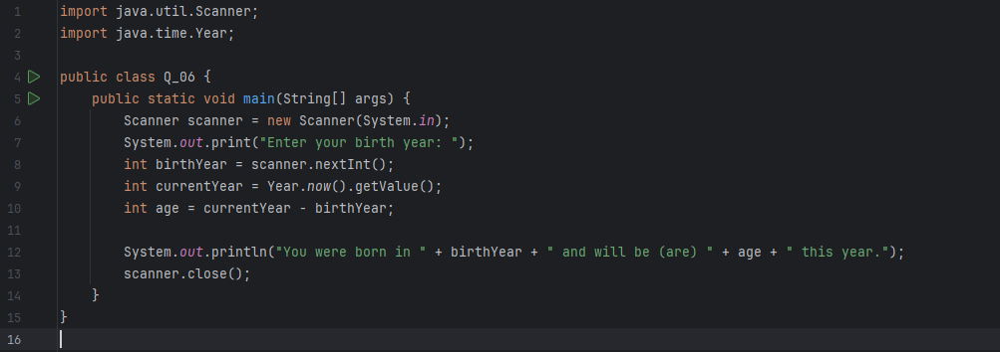 1 import java.util.Scanner;
2 import java.time.Year;
3
4 public class Q_06 {
5     public static void main(String[] args) {
6         Scanner scanner = new Scanner(System.in);
7         System.out.print("Enter your birth year: ");
8         int birthYear = scanner.nextInt();
9         int currentYear = Year.now().getValue();
10         int age = currentYear - birthYear;
11
12         System.out.println("You were born in " + birthYear + " and will be (are) " + age + " this year.");
13         scanner.close();
14     }
15 }
16